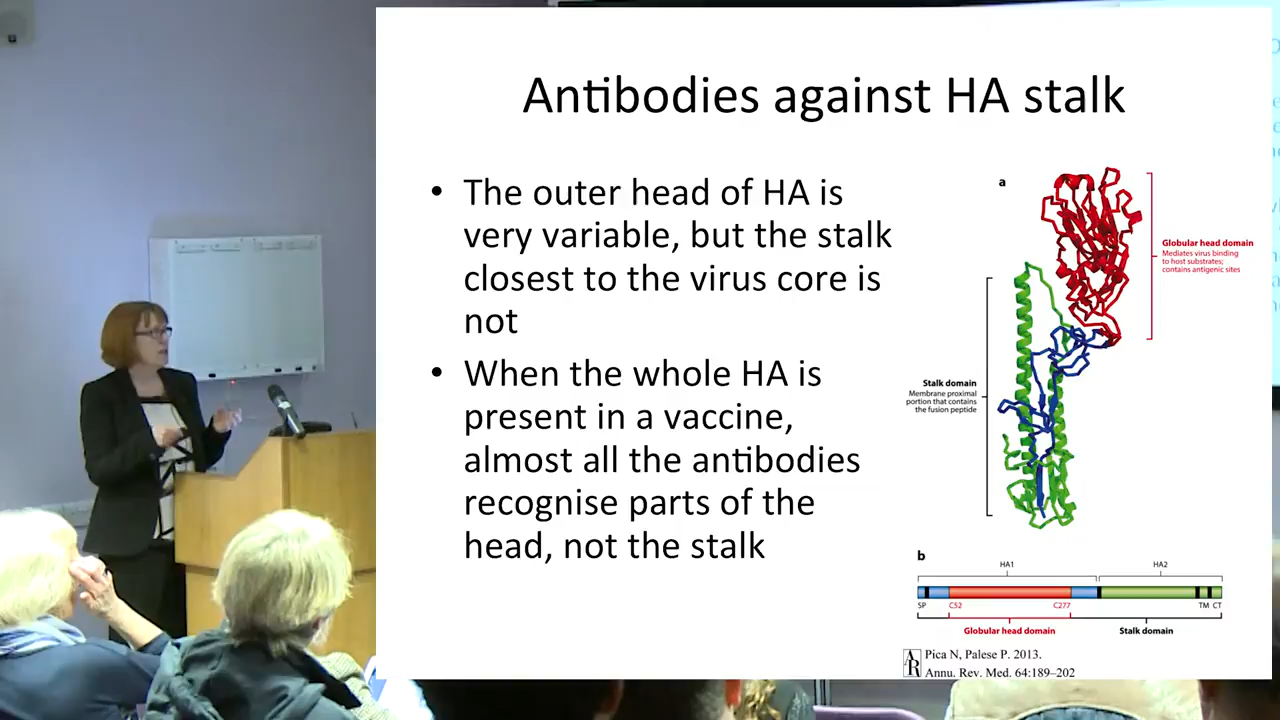 Antibodies against HA stalk
• The outer head of HA is
very variable, but the stalk
closest to the virus core is
not
• When the whole HA is
present in a vaccine,
almost all the antibodies
recognise parts of the
head, not the stalk
a
Globular head domain
Mediates virus binding
to host substrates;
contains antigenic sites
Stalk domain
Membrane proximal
portion that contains
the fusion peptide
b
HA1
HA2
SP
C52
C277
TM CT
Globular head domain
Stalk domain
AR
Pica N, Palese P. 2013.
Annu. Rev. Med. 64:189–202